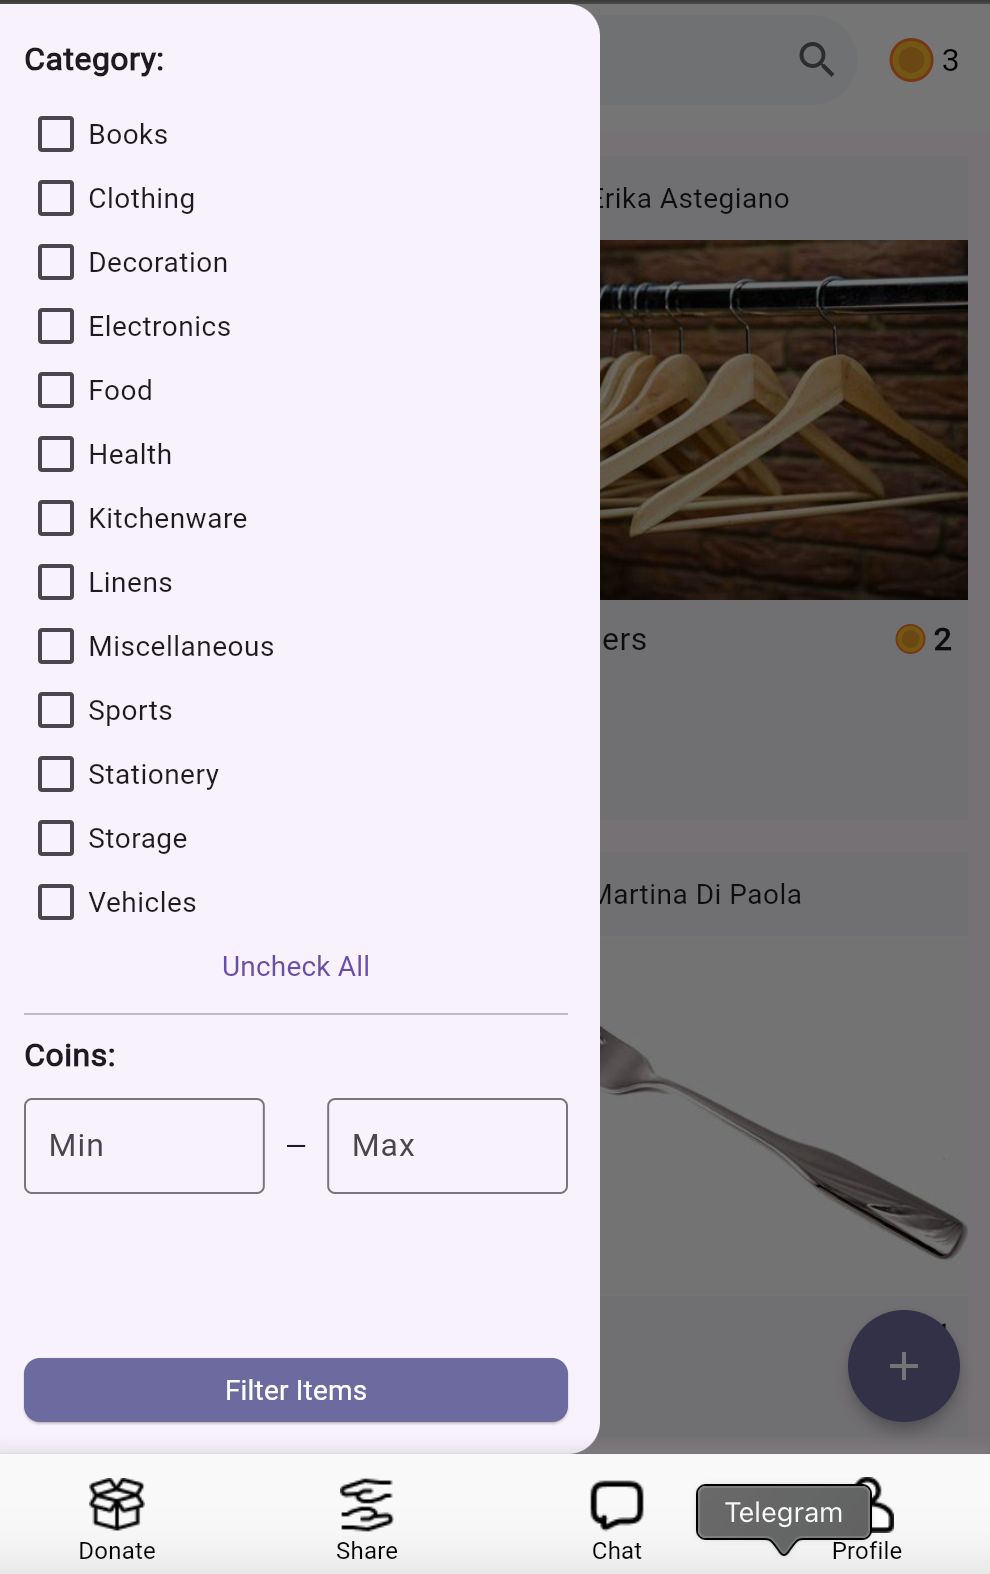 Category:
3
Books
Clothing
Erika Astegiano
Decoration
Electronics
Food
Health
Kitchenware
Linens
Miscellaneous
ers
2
Sports
Stationery
Storage
Martina Di Paola
Vehicles
Uncheck All
Coins:
Min
–
Max
Filter Items
+
Donate
Share
Chat
Telegram
Profile